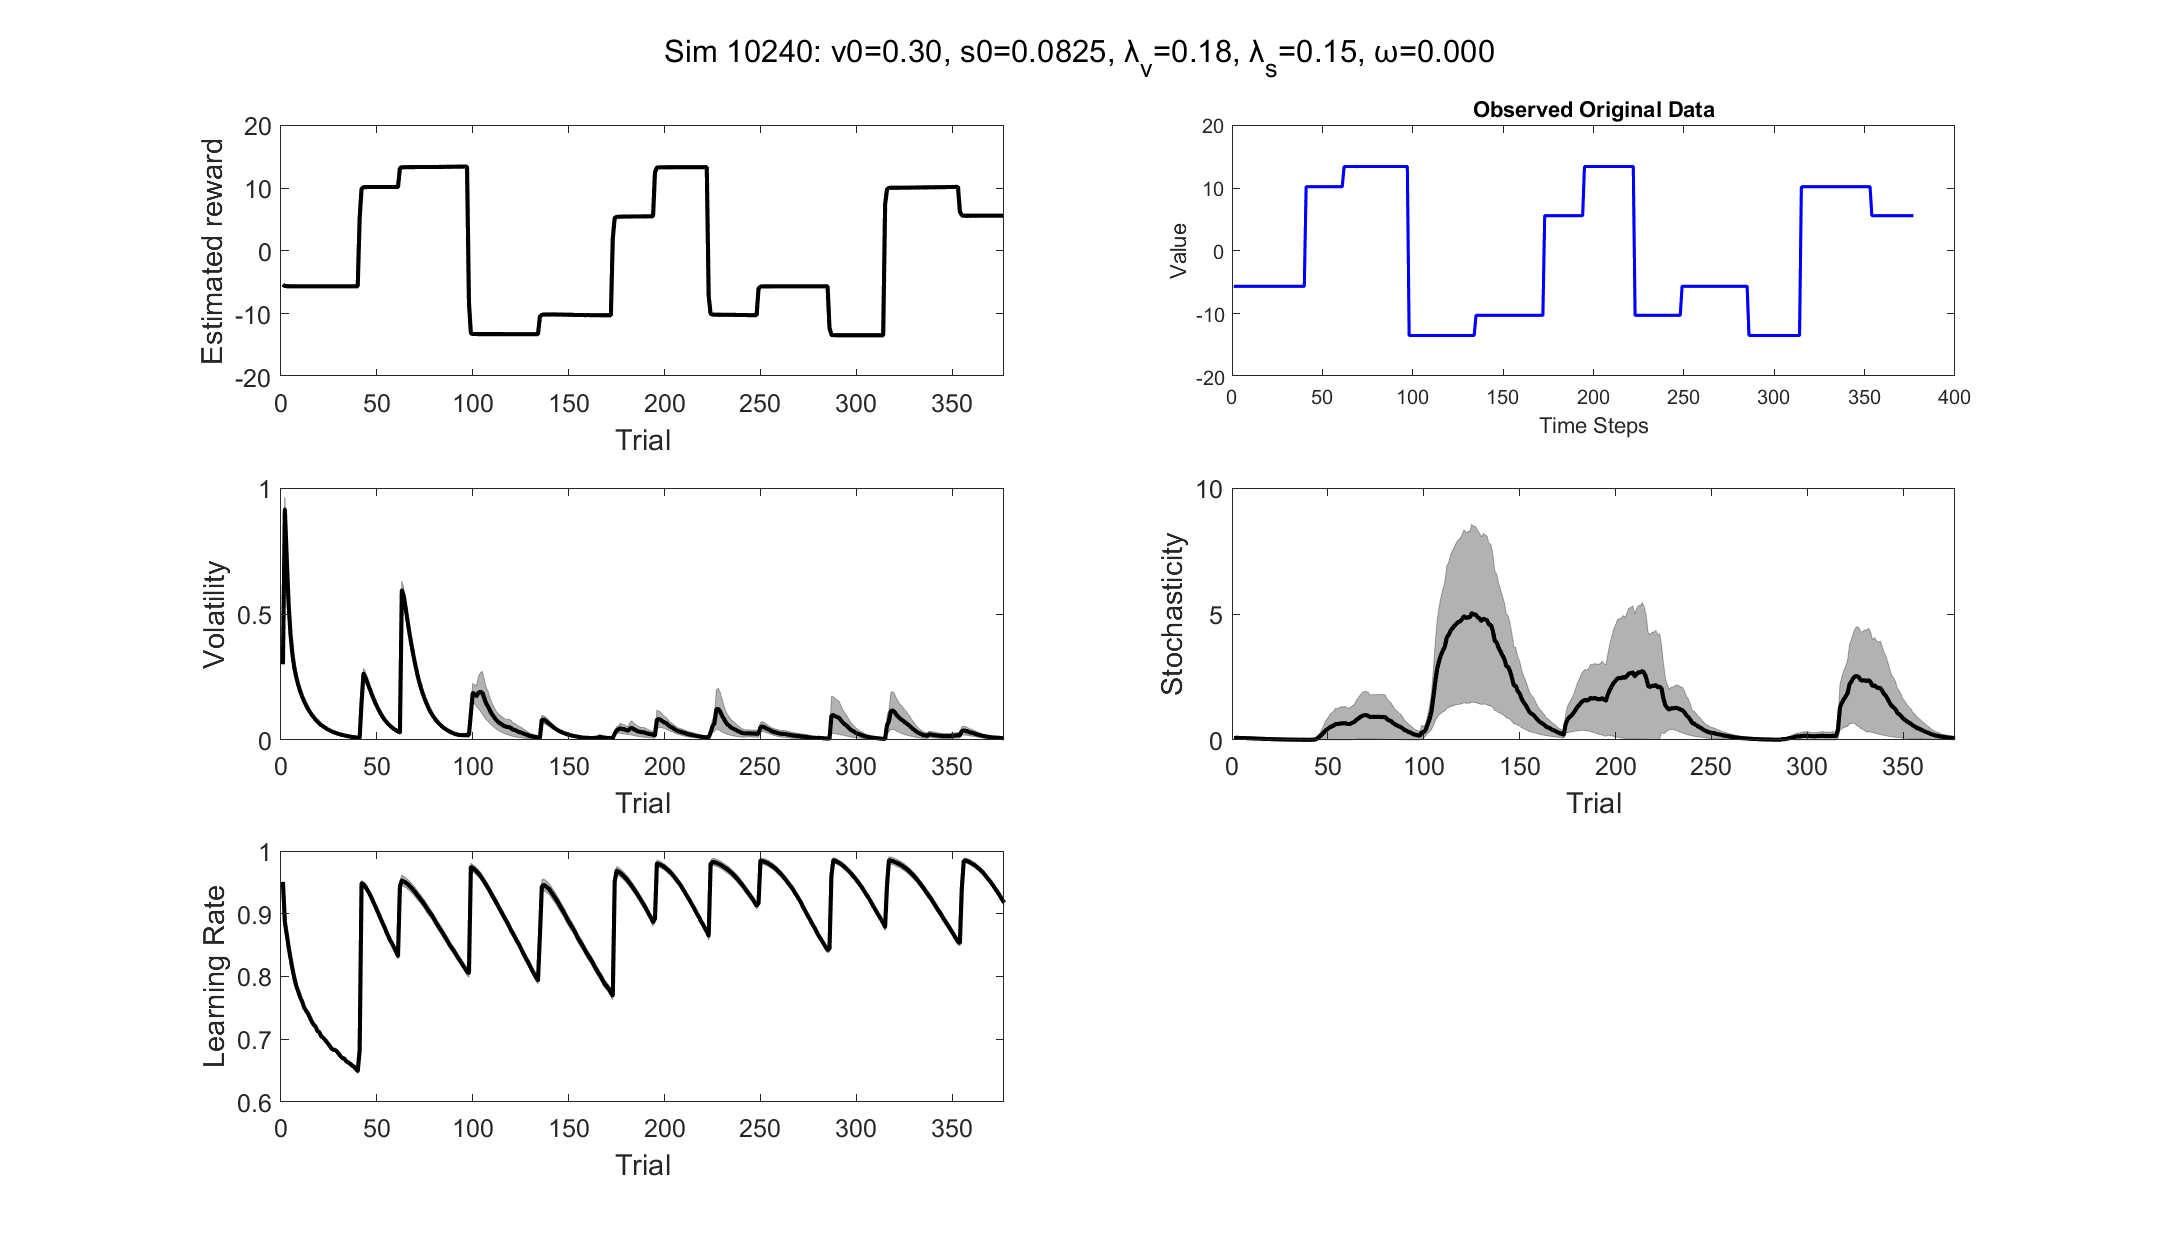 Sim 10240: v0=0.30, s0=0.0825, λv=0.18, λs=0.15, ω=0.000
Estimated reward
20
10
0
-10
-20
0 50 100 150 200 250 300 350
Trial
Observed Original Data
Value
20
10
0
-10
-20
0 50 100 150 200 250 300 350 400
Time Steps
Volatility
1
0.5
0
0 50 100 150 200 250 300 350
Trial
Stochasticity
10
5
0
0 50 100 150 200 250 300 350
Trial
Learning Rate
1
0.9
0.8
0.7
0.6
0 50 100 150 200 250 300 350
Trial